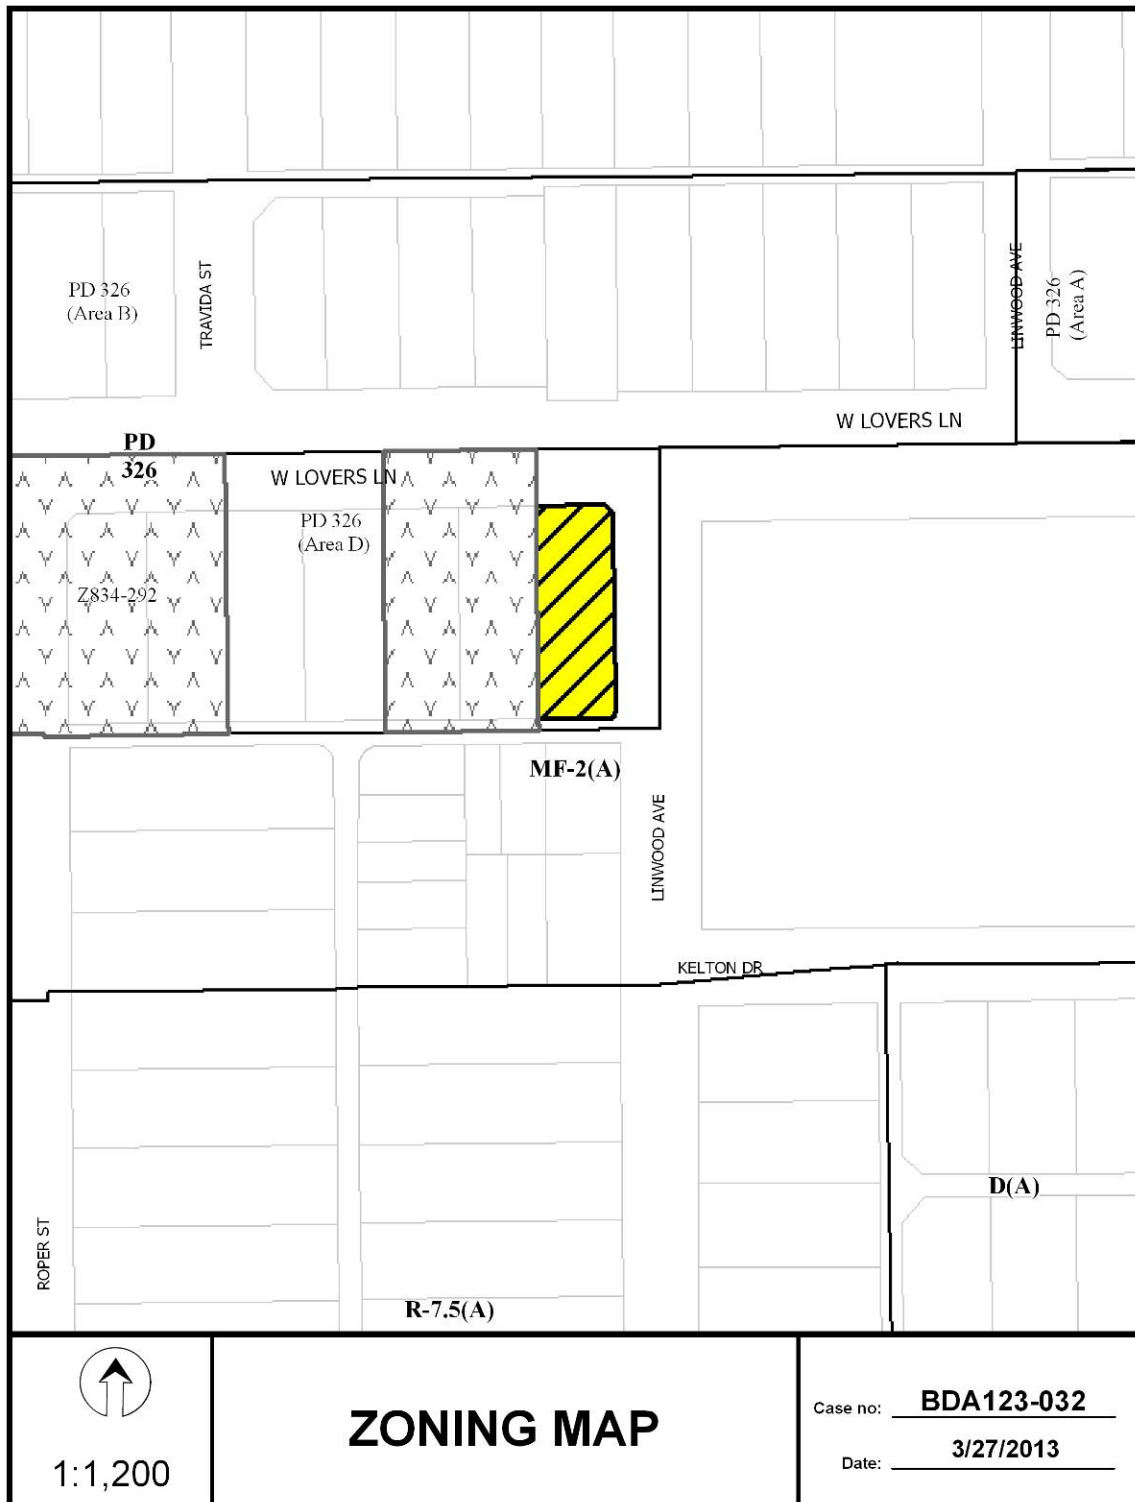 PD 326
(Area B)
TRAVIDA ST
LINWOOD AVE
PD 326
(Area A)
W LOVERS LN
PD
326
W LOVERS LN
PD 326
(Area D)
Z834-292
MF-2(A)
LINWOOD AVE
KELTON DR
D(A)
ROPER ST
R-7.5(A)
1:1,200
ZONING MAP
Case no: BDA123-032
Date: 3/27/2013